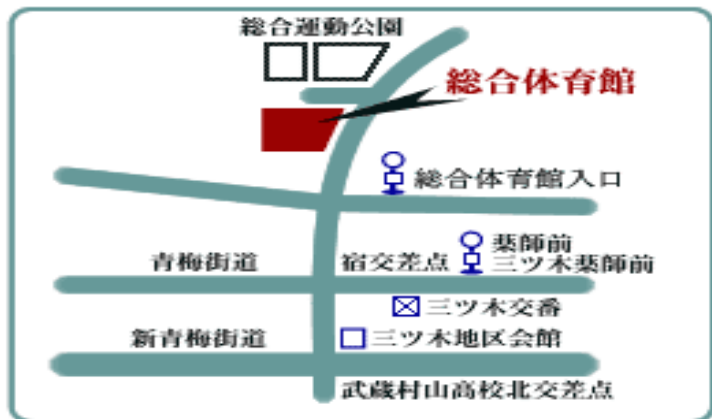 総合運動公園
総合体育館
総合体育館入口
薬師前
青梅街道
宿交差点
三ツ木薬師前
三ツ木交番
新青梅街道
三ツ木地区会館
武蔵村山高校北交差点